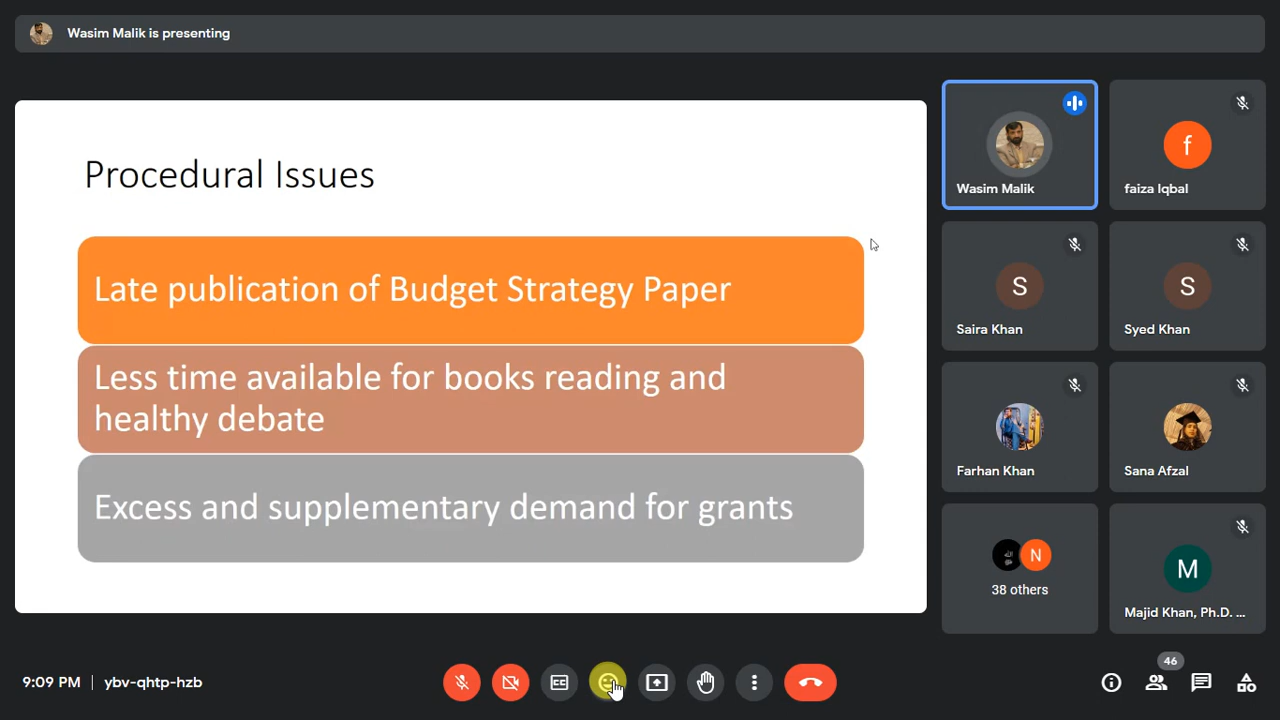 Wasim Malik is presenting
Procedural Issues
Late publication of Budget Strategy Paper
Less time available for books reading and
healthy debate
Excess and supplementary demand for grants
Wasim Malik
f
faiza Iqbal
S
Saira Khan
S
Syed Khan
Farhan Khan
Sana Afzal
N
38 others
M
Majid Khan, Ph.D. ...
9:09 PM | ybv-qhtp-hzb
CC
46